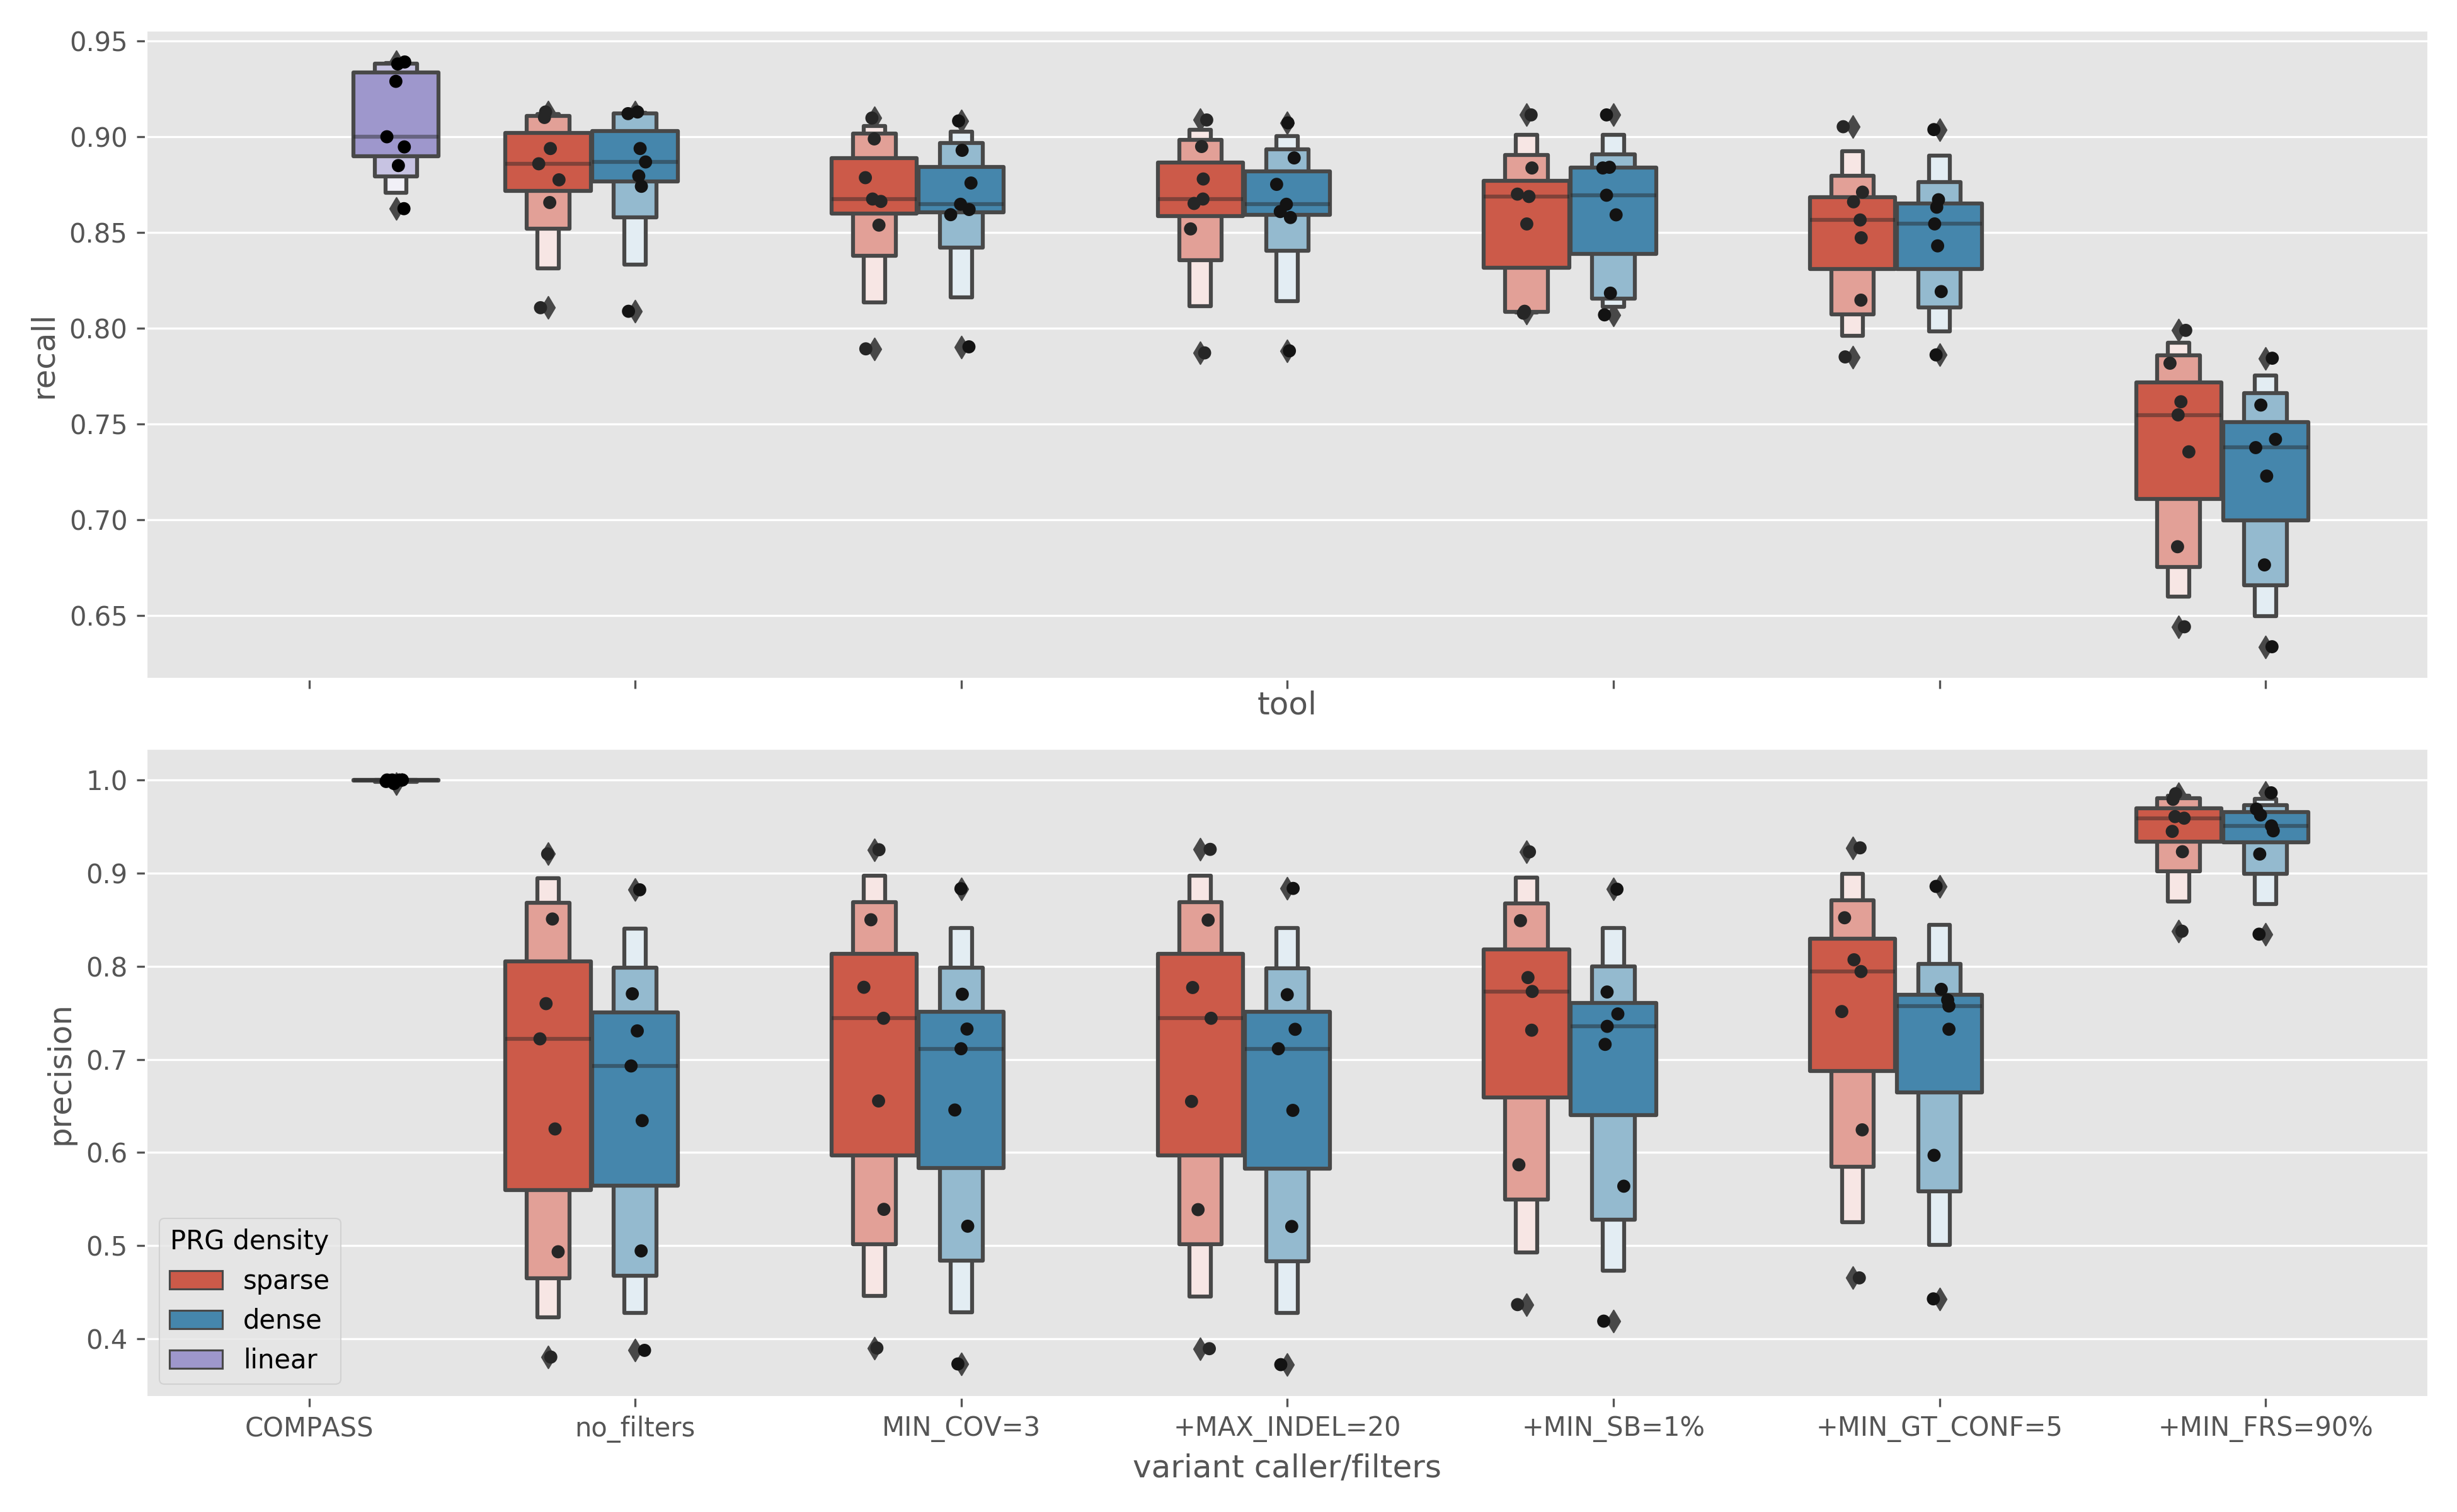 0.95
0.90
0.85
0.80
0.75
0.70
0.65
recall
tool
1.0
0.9
0.8
0.7
0.6
0.5
0.4
precision
PRG density
sparse
dense
linear
COMPASS no_filters MIN_COV=3 +MAX_INDEL=20 +MIN_SB=1% +MIN_GT_CONF=5 +MIN_FRS=90%
variant caller/filters